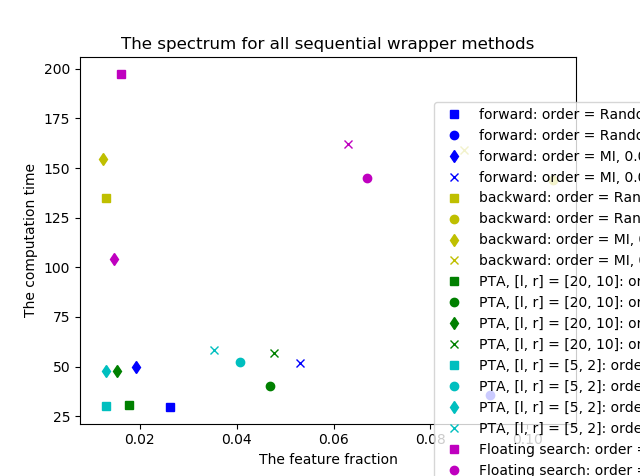 The spectrum for all sequential wrapper methods
200
175
150
125
100
75
50
25
The computation time
0.02
0.04
0.06
0.08
0.10
The feature fraction
forward: order = Rando
forward: order = Rando
forward: order = MI, 0.0
forward: order = MI, 0.0
backward: order = Ran
backward: order = Ran
backward: order = MI, 
backward: order = MI, 
PTA, [l, r] = [20, 10]: or
PTA, [l, r] = [20, 10]: or
PTA, [l, r] = [20, 10]: or
PTA, [l, r] = [20, 10]: or
PTA, [l, r] = [5, 2]: orde
PTA, [l, r] = [5, 2]: orde
PTA, [l, r] = [5, 2]: orde
PTA, [l, r] = [5, 2]: orde
Floating search: order =
Floating search: order =